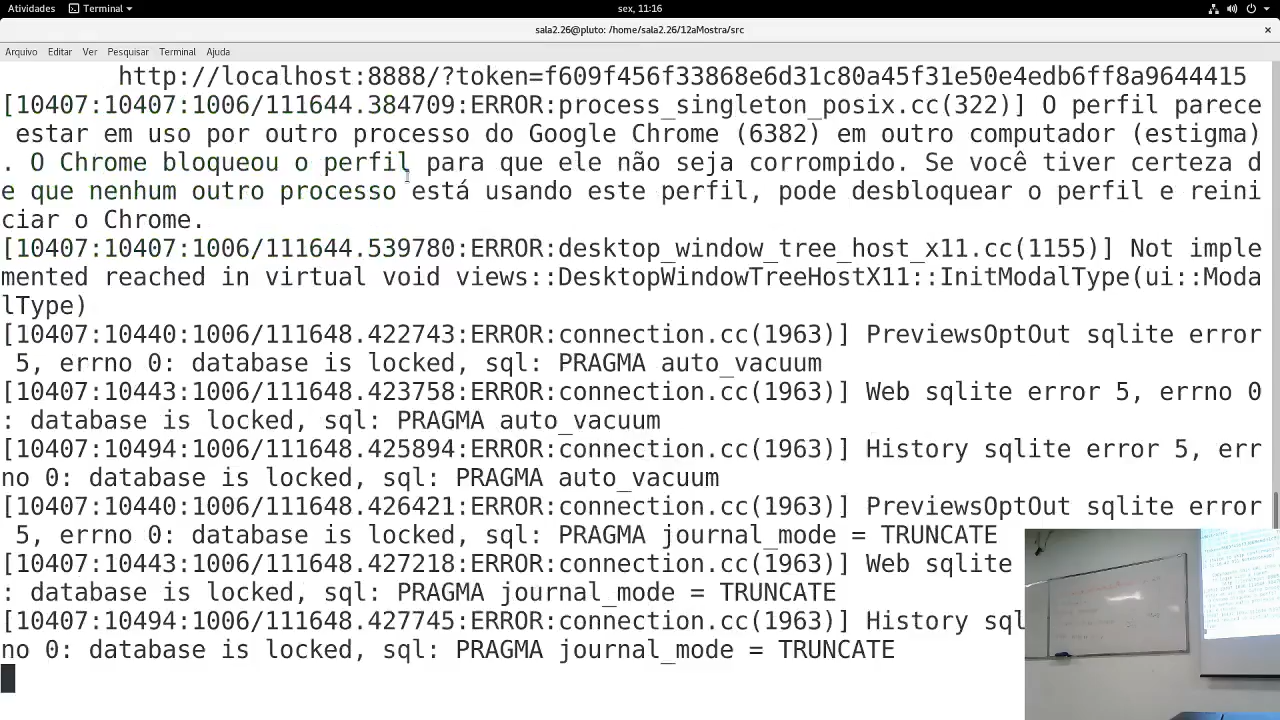 Atividades Terminal sex, 11:16
sala2.26@pluto: /home/sala2.26/12aMostra/src
Arquivo Editar Ver Pesquisar Terminal Ajuda
http://localhost:8888/?token=f609f456f33868e6d31c80a45f31e50e4edb6ff8a9644415
[10407:10407:1006/111644.384709:ERROR:process_singleton_posix.cc(322)] O perfil parece
estar em uso por outro processo do Google Chrome (6382) em outro computador (estigma)
. O Chrome bloqueou o perfil para que ele não seja corrompido. Se você tiver certeza d
e que nenhum outro processo está usando este perfil, pode desbloquear o perfil e reini
ciar o Chrome.
[10407:10407:1006/111644.539780:ERROR:desktop_window_tree_host_x11.cc(1155)] Not imple
mented reached in virtual void views::DesktopWindowTreeHostX11::InitModalType(ui::Moda
lType)
[10407:10440:1006/111648.422743:ERROR:connection.cc(1963)] PreviewsOptOut sqlite error
5, errno 0: database is locked, sql: PRAGMA auto_vacuum
[10407:10443:1006/111648.423758:ERROR:connection.cc(1963)] Web sqlite error 5, errno 0
: database is locked, sql: PRAGMA auto_vacuum
[10407:10494:1006/111648.425894:ERROR:connection.cc(1963)] History sqlite error 5, err
no 0: database is locked, sql: PRAGMA auto_vacuum
[10407:10440:1006/111648.426421:ERROR:connection.cc(1963)] PreviewsOptOut sqlite error
5, errno 0: database is locked, sql: PRAGMA journal_mode = TRUNCATE
[10407:10443:1006/111648.427218:ERROR:connection.cc(1963)] Web sqlite
: database is locked, sql: PRAGMA journal_mode = TRUNCATE
[10407:10494:1006/111648.427745:ERROR:connection.cc(1963)] History sql
no 0: database is locked, sql: PRAGMA journal_mode = TRUNCATE